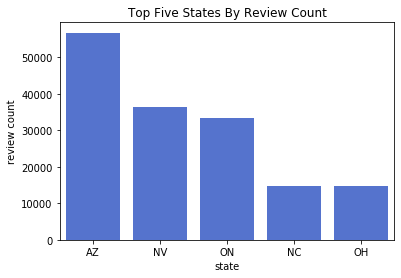 Top Five States By Review Count
50000
40000
30000
20000
10000
0
review count
AZ NV ON NC OH
state